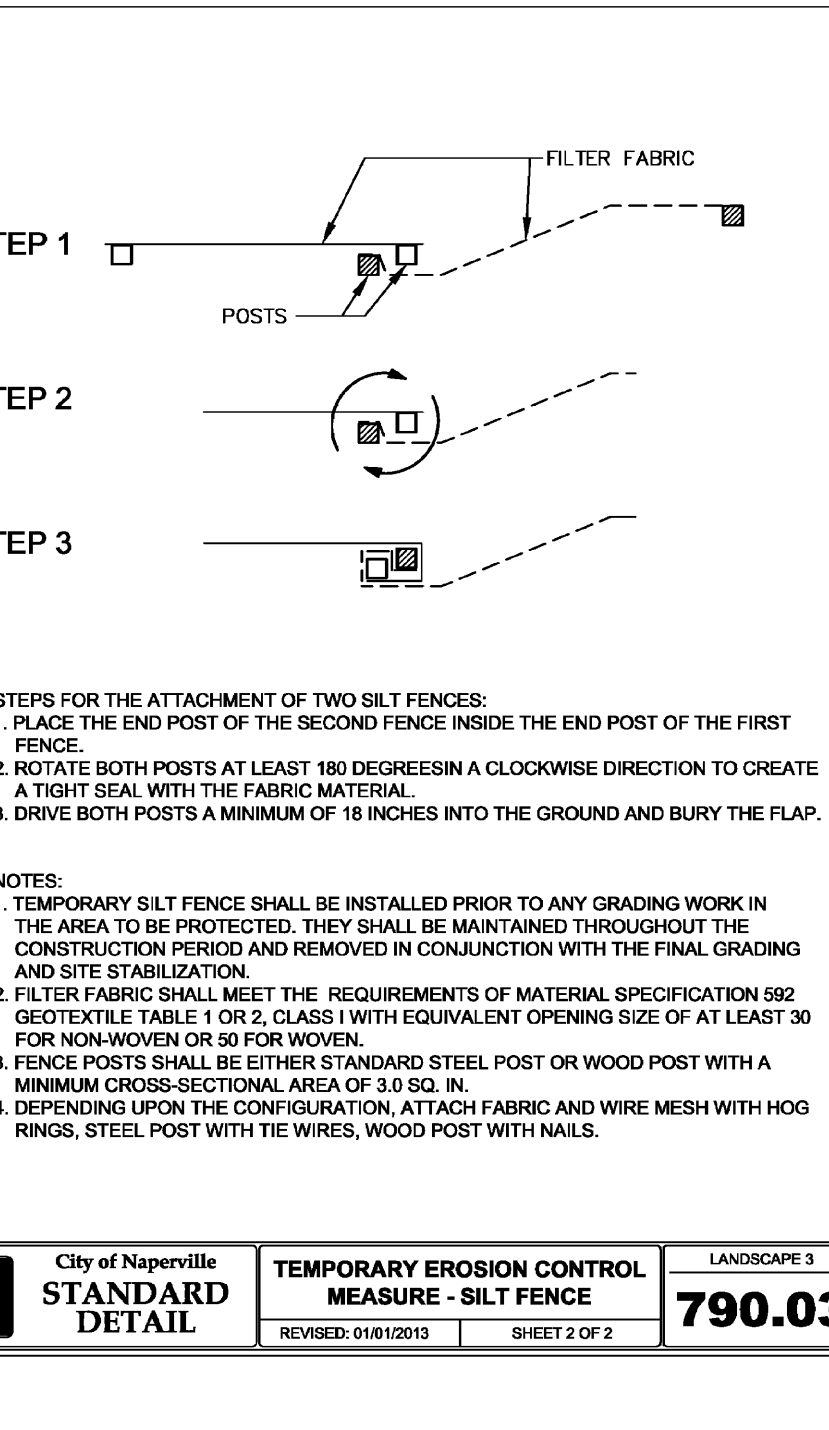 FILTER FABRIC
TEP 1
POSTS
TEP 2
TEP 3
STEPS FOR THE ATTACHMENT OF TWO SILT FENCES:
. PLACE THE END POST OF THE SECOND FENCE INSIDE THE END POST OF THE FIRST
FENCE.
2. ROTATE BOTH POSTS AT LEAST 180 DEGREESIN A CLOCKWISE DIRECTION TO CREATE
A TIGHT SEAL WITH THE FABRIC MATERIAL.
3. DRIVE BOTH POSTS A MINIMUM OF 18 INCHES INTO THE GROUND AND BURY THE FLAP.
NOTES:
. TEMPORARY SILT FENCE SHALL BE INSTALLED PRIOR TO ANY GRADING WORK IN
THE AREA TO BE PROTECTED. THEY SHALL BE MAINTAINED THROUGHOUT THE
CONSTRUCTION PERIOD AND REMOVED IN CONJUNCTION WITH THE FINAL GRADING
AND SITE STABILIZATION.
2. FILTER FABRIC SHALL MEET THE REQUIREMENTS OF MATERIAL SPECIFICATION 592
GEOTEXTILE TABLE 1 OR 2, CLASS I WITH EQUIVALENT OPENING SIZE OF AT LEAST 30
FOR NON-WOVEN OR 50 FOR WOVEN.
3. FENCE POSTS SHALL BE EITHER STANDARD STEEL POST OR WOOD POST WITH A
MINIMUM CROSS-SECTIONAL AREA OF 3.0 SQ. IN.
4. DEPENDING UPON THE CONFIGURATION, ATTACH FABRIC AND WIRE MESH WITH HOG
RINGS, STEEL POST WITH TIE WIRES, WOOD POST WITH NAILS.
City of Naperville
STANDARD
DETAIL
TEMPORARY EROSION CONTROL
MEASURE - SILT FENCE
REVISED: 01/01/2013
SHEET 2 OF 2
LANDSCAPE 3
790.03